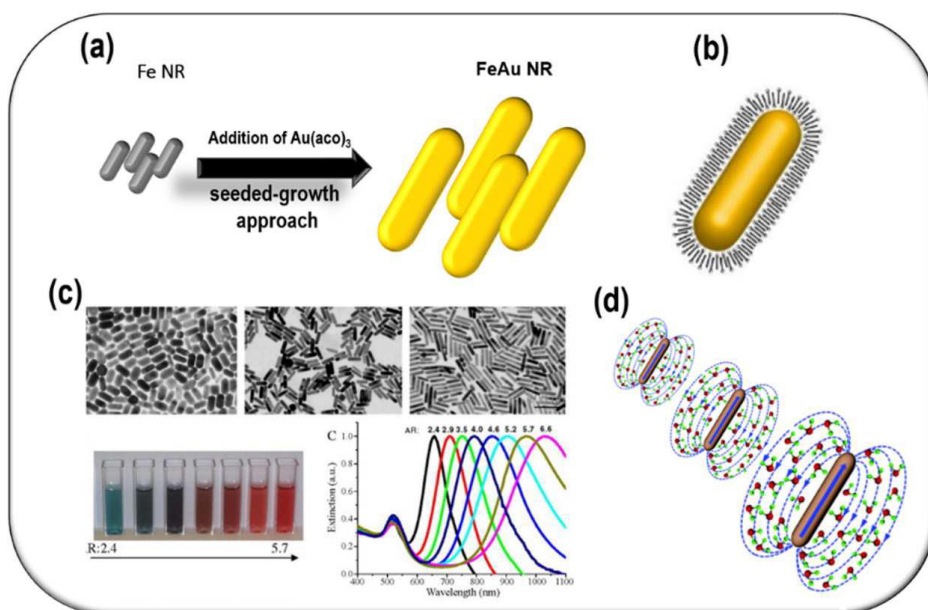 (a)
Fe NR
FeAu NR
Addition of Au(aco)₃
seeded-growth
approach
(b)
(c)
(d)
C
AR: 2.4 2.9 3.5 4.0 4.6 5.2 5.7 6.6
1.0
0.8
0.6
0.4
0.2
0.0
Extinction (a.u.)
400 500 600 700 800 900 1000 1100
Wavelength (nm)
R:2.4 5.7